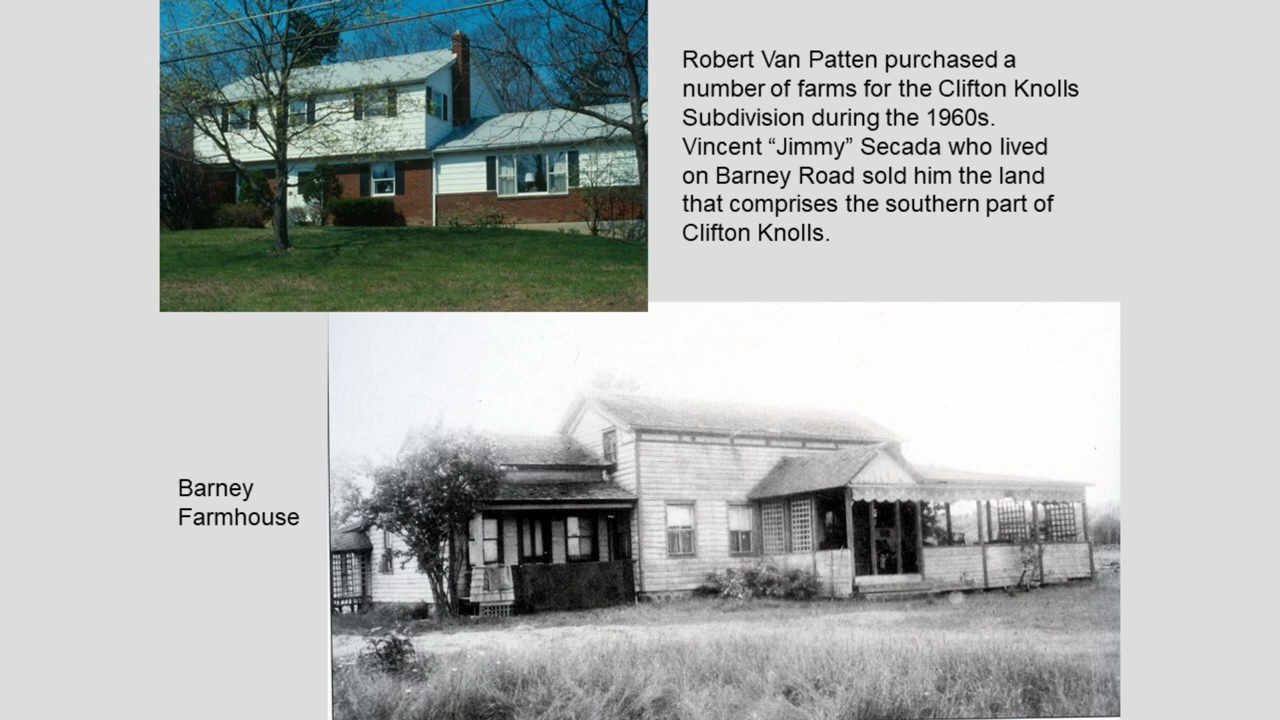 Robert Van Patten purchased a
number of farms for the Clifton Knolls
Subdivision during the 1960s.
Vincent “Jimmy” Secada who lived
on Barney Road sold him the land
that comprises the southern part of
Clifton Knolls.
Barney
Farmhouse